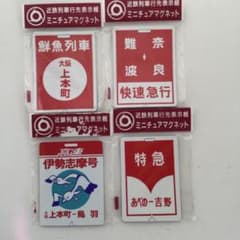 近鉄列車行先表示板
ミニチュアマグネット
鮮魚列車
大阪
上本町
近鉄列車行先表示板
ミニチュアマグネット
難 奈
波 良
快速急行
近鉄列車行先表示板
ミニチュアマグネット
伊勢志摩号
上本町-鳥羽
近鉄列車行先表示板
ミニチュアマグネット
特急
あべの-吉野